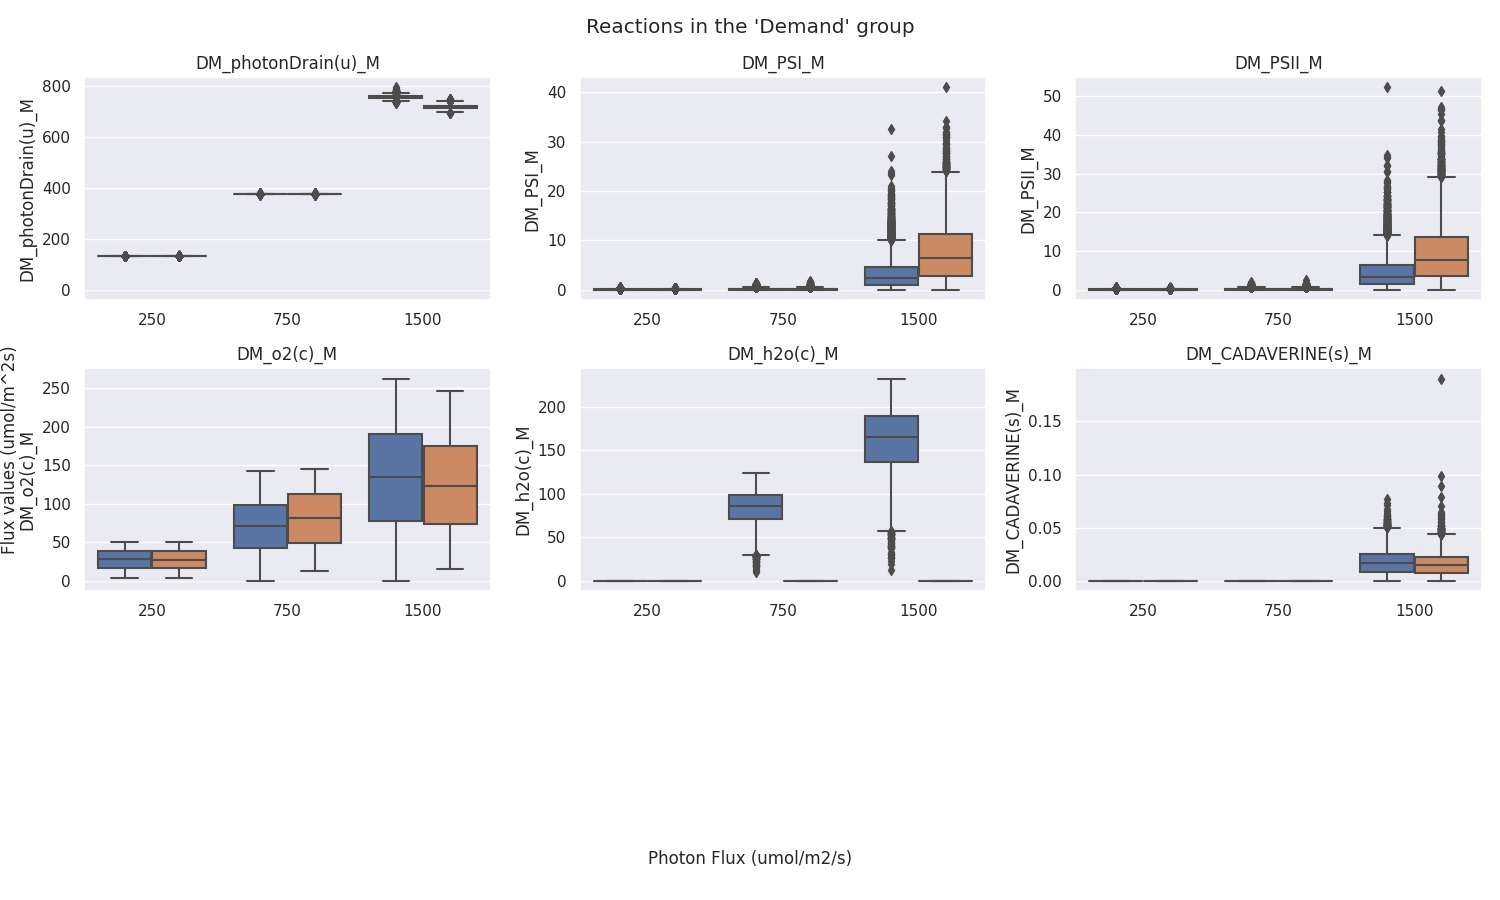 Reactions in the 'Demand' group
DM_photonDrain(u)_M
DM_photonDrain(u)_M
800
600
400
200
0
250 750 1500
DM_PSI_M
DM_PSI_M
40
30
20
10
0
250 750 1500
DM_PSII_M
DM_PSII_M
50
40
30
20
10
0
250 750 1500
Flux values (umol/m^2s)
DM_o2(c)_M
DM_o2(c)_M
250
200
150
100
50
0
250 750 1500
DM_h2o(c)_M
DM_h2o(c)_M
200
150
100
50
0
250 750 1500
DM_CADAVERINE(s)_M
DM_CADAVERINE(s)_M
0.15
0.10
0.05
0.00
250 750 1500
Photon Flux (umol/m2/s)